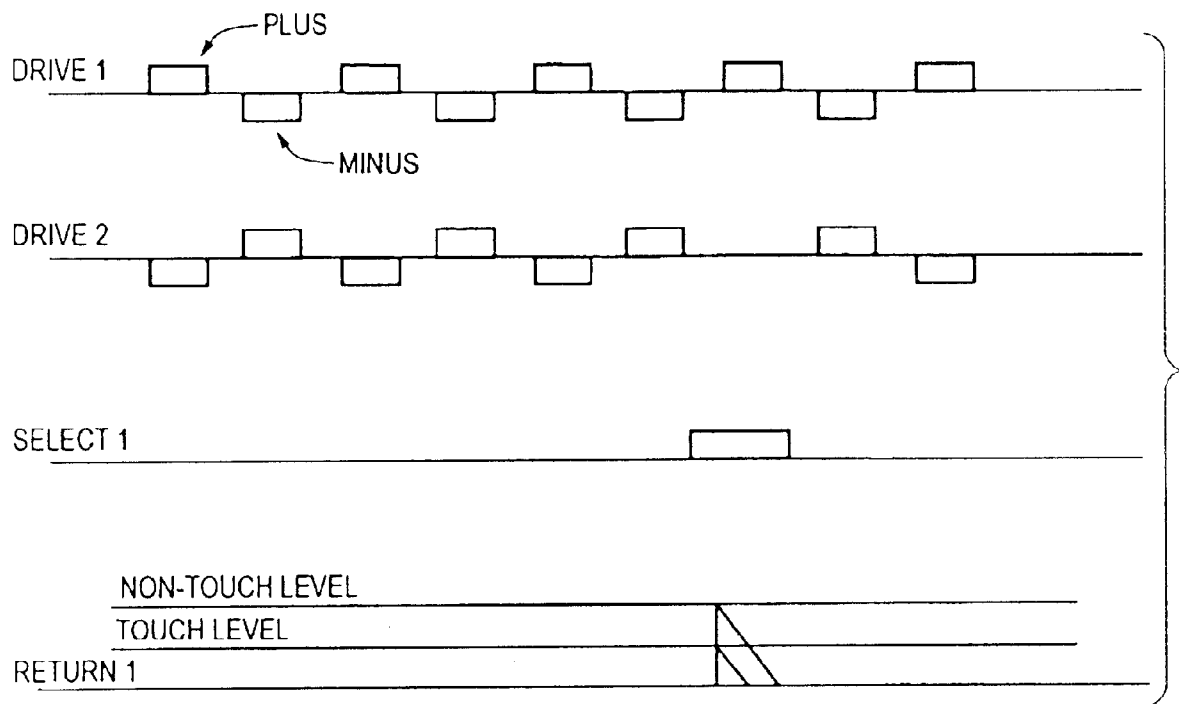 PLUS
DRIVE 1
MINUS
DRIVE 2
SELECT 1
NON-TOUCH LEVEL
TOUCH LEVEL
RETURN 1